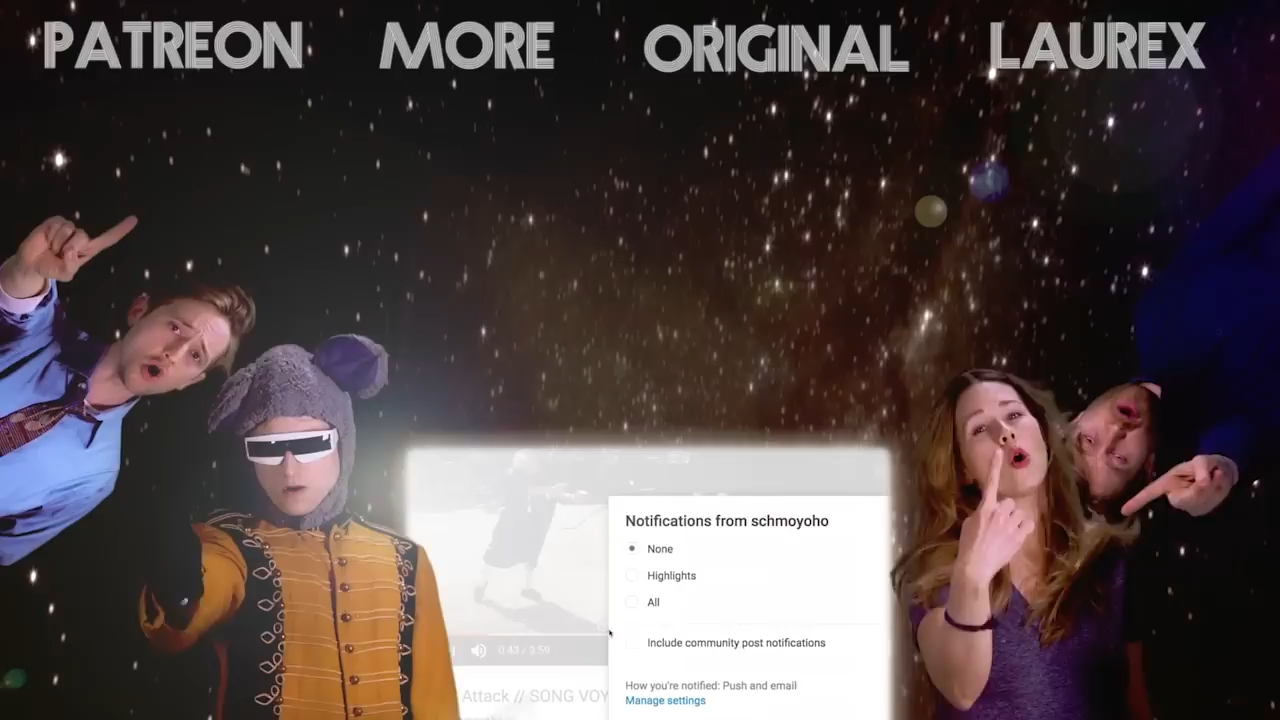 PATREON MORE ORIGINAL LAUREX
Notifications from schmoyoho
None
Highlights
All
Include community post notifications
0:43 / 3:59
Attack // SONG VOY
How you're notified: Push and email
Manage settings